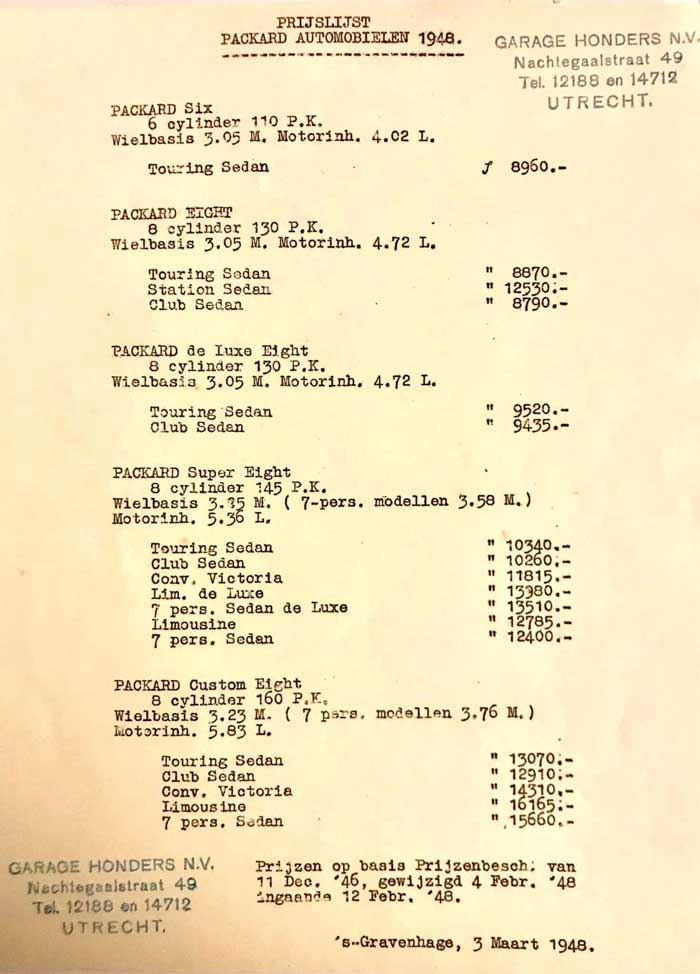 PRIJSLIJST
PACKARD AUTOMOBIELEN 1948.
GARAGE HONDERS N.V.
Nachtegaalstraat 49
Tel. 12188 en 14712
UTRECHT.
PACKARD Six
6 cylinder 110 P.K.
Wielbasis 3.05 M. Motorinh. 4.02 L.
Touring Sedan ƒ 8960.-
PACKARD EIGHT
8 cylinder 130 P.K.
Wielbasis 3.05 M. Motorinh. 4.72 L.
Touring Sedan " 8870.-
Station Sedan " 12530.-
Club Sedan " 8790.-
PACKARD de Luxe Eight
8 cylinder 130 P.K.
Wielbasis 3.05 M. Motorinh. 4.72 L.
Touring Sedan " 9520.-
Club Sedan " 9435.-
PACKARD Super Eight
8 cylinder 145 P.K.
Wielbasis M. ( 7-pers. modellen 3.58 M.)
Motorinh. 5.36 L.
Touring Sedan " 10340.-
Club Sedan " 10260.-
Conv. Victoria " 11815.-
Lim. de Luxe " 13980.-
7 pers. Sedan de Luxe " 13510.-
Limousine " 12785.-
7 pers. Sedan " 12400.-
PACKARD Custom Eight
8 cylinder 160 P.K.
Wielbasis 3.23 M. ( 7 pers. modellen 3.76 M.)
Motorinh. 5.83 L.
Touring Sedan " 13070.-
Club Sedan " 12910.-
Conv. Victoria " 14310.-
Limousine " 16165.-
7 pers. Sedan " 15660.-
GARAGE HONDERS N.V.
Nachtegaalstraat 49
Tel. 12188 en 14712
UTRECHT.
Prijzen op basis Prijzenbesch. van
11 Dec. '46, gewijzigd 4 Febr. '48
ingaande 12 Febr. '48.
's-Gravenhage, 3 Maart 1948.